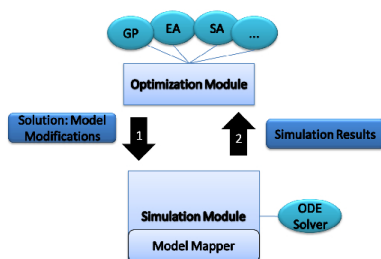 GP
EA
SA
...
Optimization Module
Solution: Model
Modifications
1
2
Simulation Results
Simulation Module
ODE
Solver
Model Mapper